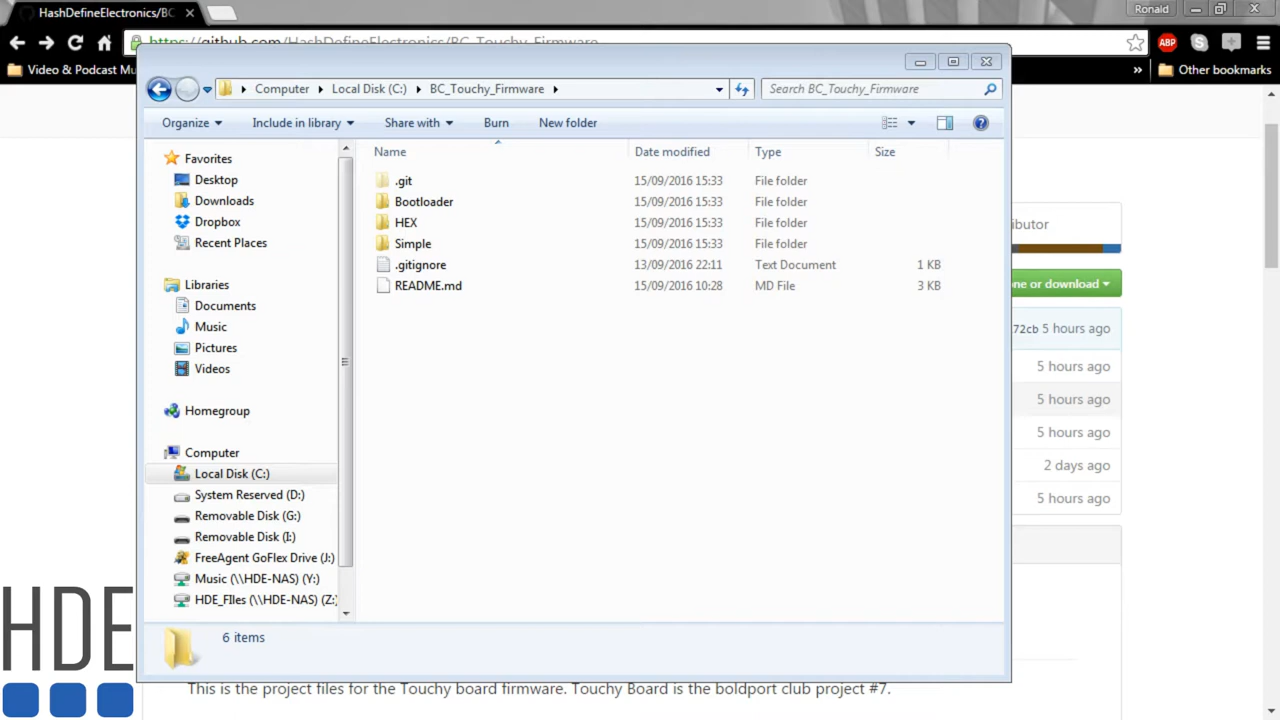 HashDefineElectronics/BC
Ronald
https://github.com/HashDefineElectronics/BC_Touchy_Firmware
ABP
Video & Podcast Mu
»
Other bookmarks
Computer
Local Disk (C:)
BC_Touchy_Firmware
Search BC_Touchy_Firmware
Organize
Include in library
Share with
Burn
New folder
Name
Date modified
Type
Size
Favorites
Desktop
Downloads
Dropbox
Recent Places
Libraries
Documents
Music
Pictures
Videos
Homegroup
Computer
Local Disk (C:)
System Reserved (D:)
Removable Disk (G:)
Removable Disk (I:)
FreeAgent GoFlex Drive (J:)
Music (\\HDE-NAS) (Y:)
HDE_FIles (\\HDE-NAS) (Z:)
.git 15/09/2016 15:33 File folder
Bootloader 15/09/2016 15:33 File folder
HEX 15/09/2016 15:33 File folder
Simple 15/09/2016 15:33 File folder
.gitignore 13/09/2016 22:11 Text Document 1 KB
README.md 15/09/2016 10:28 MD File 3 KB
6 items
ibutor
ne or download
72cb 5 hours ago
5 hours ago
5 hours ago
5 hours ago
2 days ago
5 hours ago
HDE
This is the project files for the Touchy board firmware. Touchy Board is the boldport club project #7.